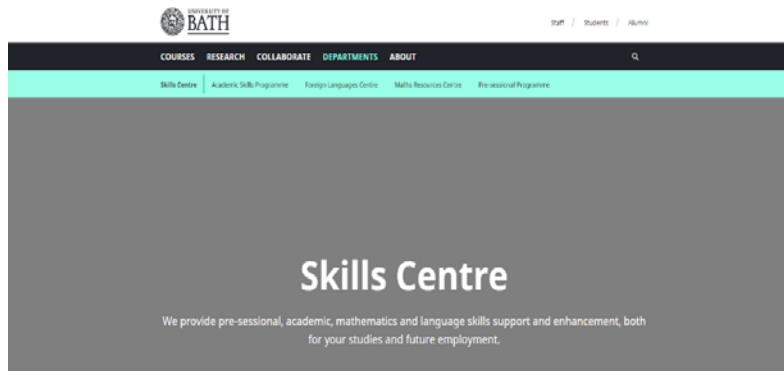 UNIVERSITY OF
BATH
Staff / Students / Alumni
COURSES RESEARCH COLLABORATE DEPARTMENTS ABOUT
Skills Centre Academic Skills Programme Foreign Languages Centre Maths Resources Centre Pre-sessional Programme
Skills Centre
We provide pre-sessional, academic, mathematics and language skills support and enhancement, both
for your studies and future employment.